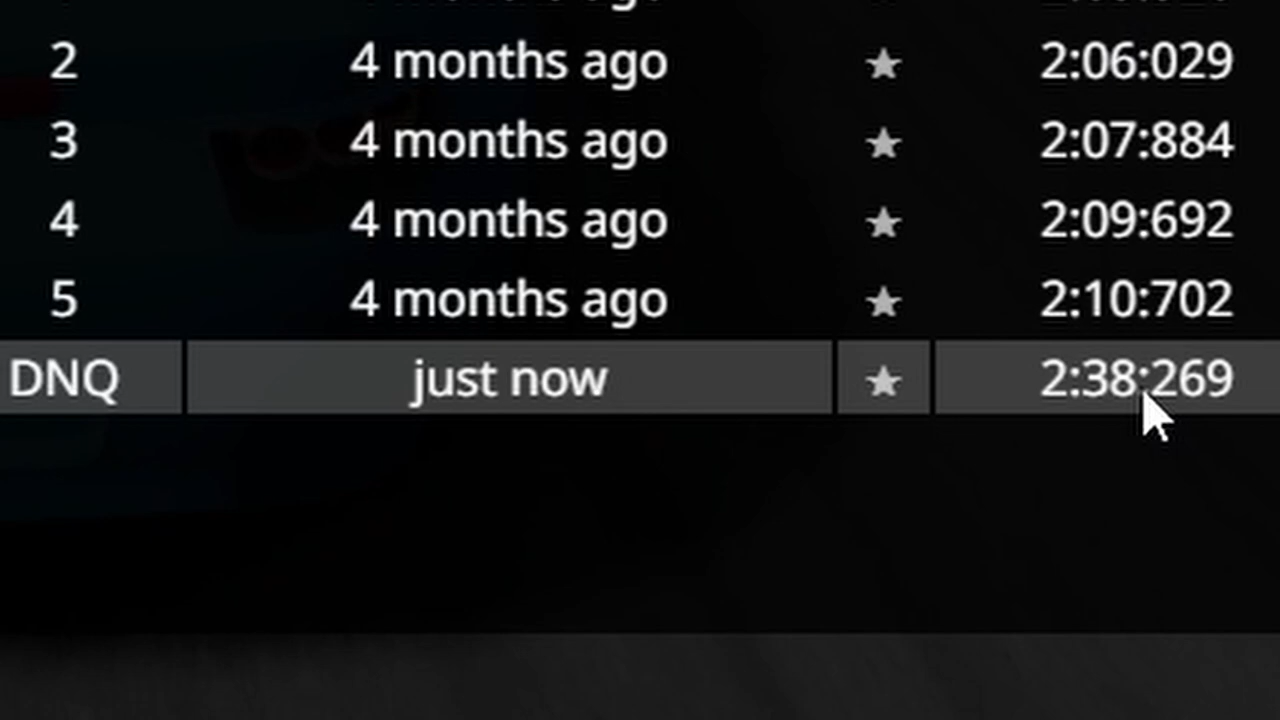 2 4 months ago ★ 2:06:029
3 4 months ago ★ 2:07:884
4 4 months ago ★ 2:09:692
5 4 months ago ★ 2:10:702
DNQ just now ★ 2:38:269